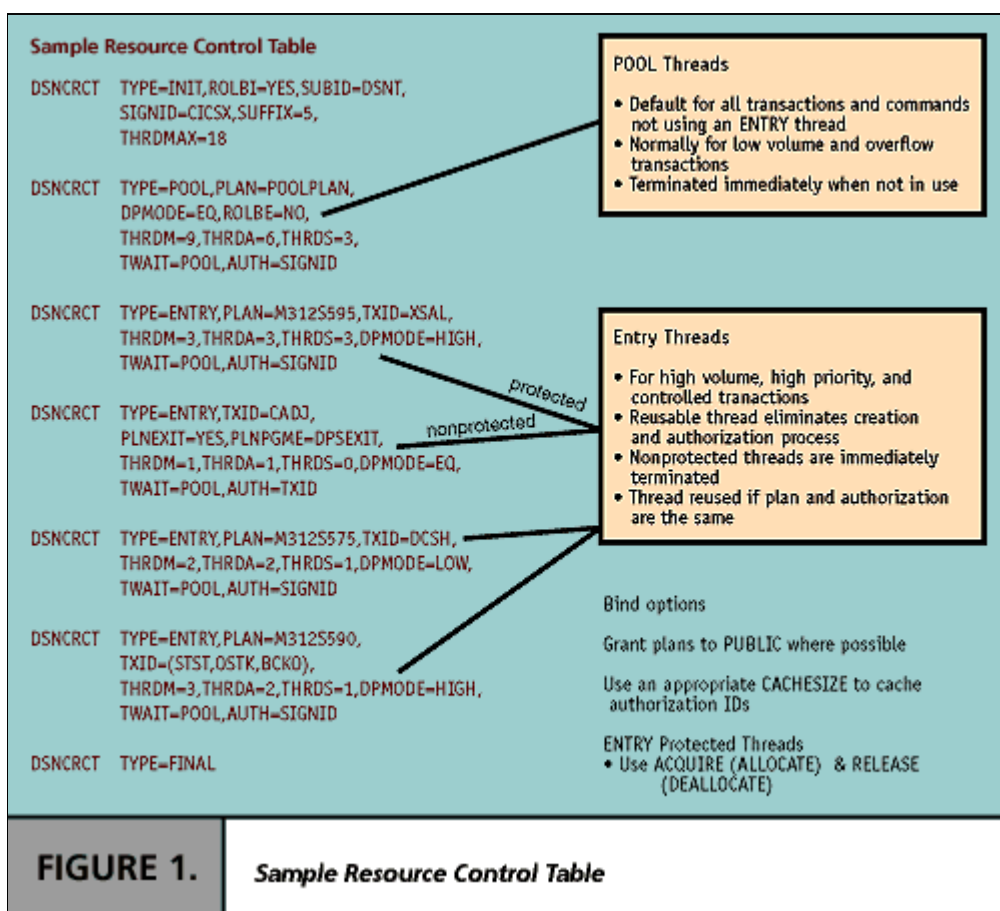 Sample Resource Control Table
DSNCRCT TYPE=INIT,ROLBI=YES,SUBID=DSNT,
SIGNID=CICSX,SUFFIX=5,
THRDMAX=18
DSNCRCT TYPE=POOL,PLAN=POOLPLAN,
DPMODE=EQ,ROLBE=NO,
THRDM=9,THRDA=6,THRDS=3,
TWAIT=POOL,AUTH=SIGNID
DSNCRCT TYPE=ENTRY,PLAN=M312S595,TXID=XSAL,
THRDM=3,THRDA=3,THRDS=3,DPMODE=HIGH,
TWAIT=POOL,AUTH=SIGNID
DSNCRCT TYPE=ENTRY,TXID=CADJ,
PLNEXIT=YES,PLNPGME=DPSEXIT,
THRDM=1,THRDA=1,THRDS=0,DPMODE=EQ,
TWAIT=POOL,AUTH=TXID
DSNCRCT TYPE=ENTRY,PLAN=M312S575,TXID=DCSH,
THRDM=2,THRDA=2,THRDS=1,DPMODE=LOW,
TWAIT=POOL,AUTH=SIGNID
DSNCRCT TYPE=ENTRY,PLAN=M312S590,
TXID=(STST,OSTK,BCKO),
THRDM=3,THRDA=2,THRDS=1,DPMODE=HIGH,
TWAIT=POOL,AUTH=SIGNID
DSNCRCT TYPE=FINAL
protected
nonprotected
POOL Threads
• Default for all transactions and commands
not using an ENTRY thread
• Normally for low volume and overflow
transactions
• Terminated immediately when not in use
Entry Threads
• For high volume, high priority, and
controlled tranactions
• Reusable thread eliminates creation
and authorization process
• Nonprotected threads are immediately
terminated
• Thread reused if plan and authorization
are the same
Bind options
Grant plans to PUBLIC where possible
Use an appropriate CACHESIZE to cache
authorization IDs
ENTRY Protected Threads
• Use ACQUIRE (ALLOCATE) & RELEASE
(DEALLOCATE)
FIGURE 1.
Sample Resource Control Table